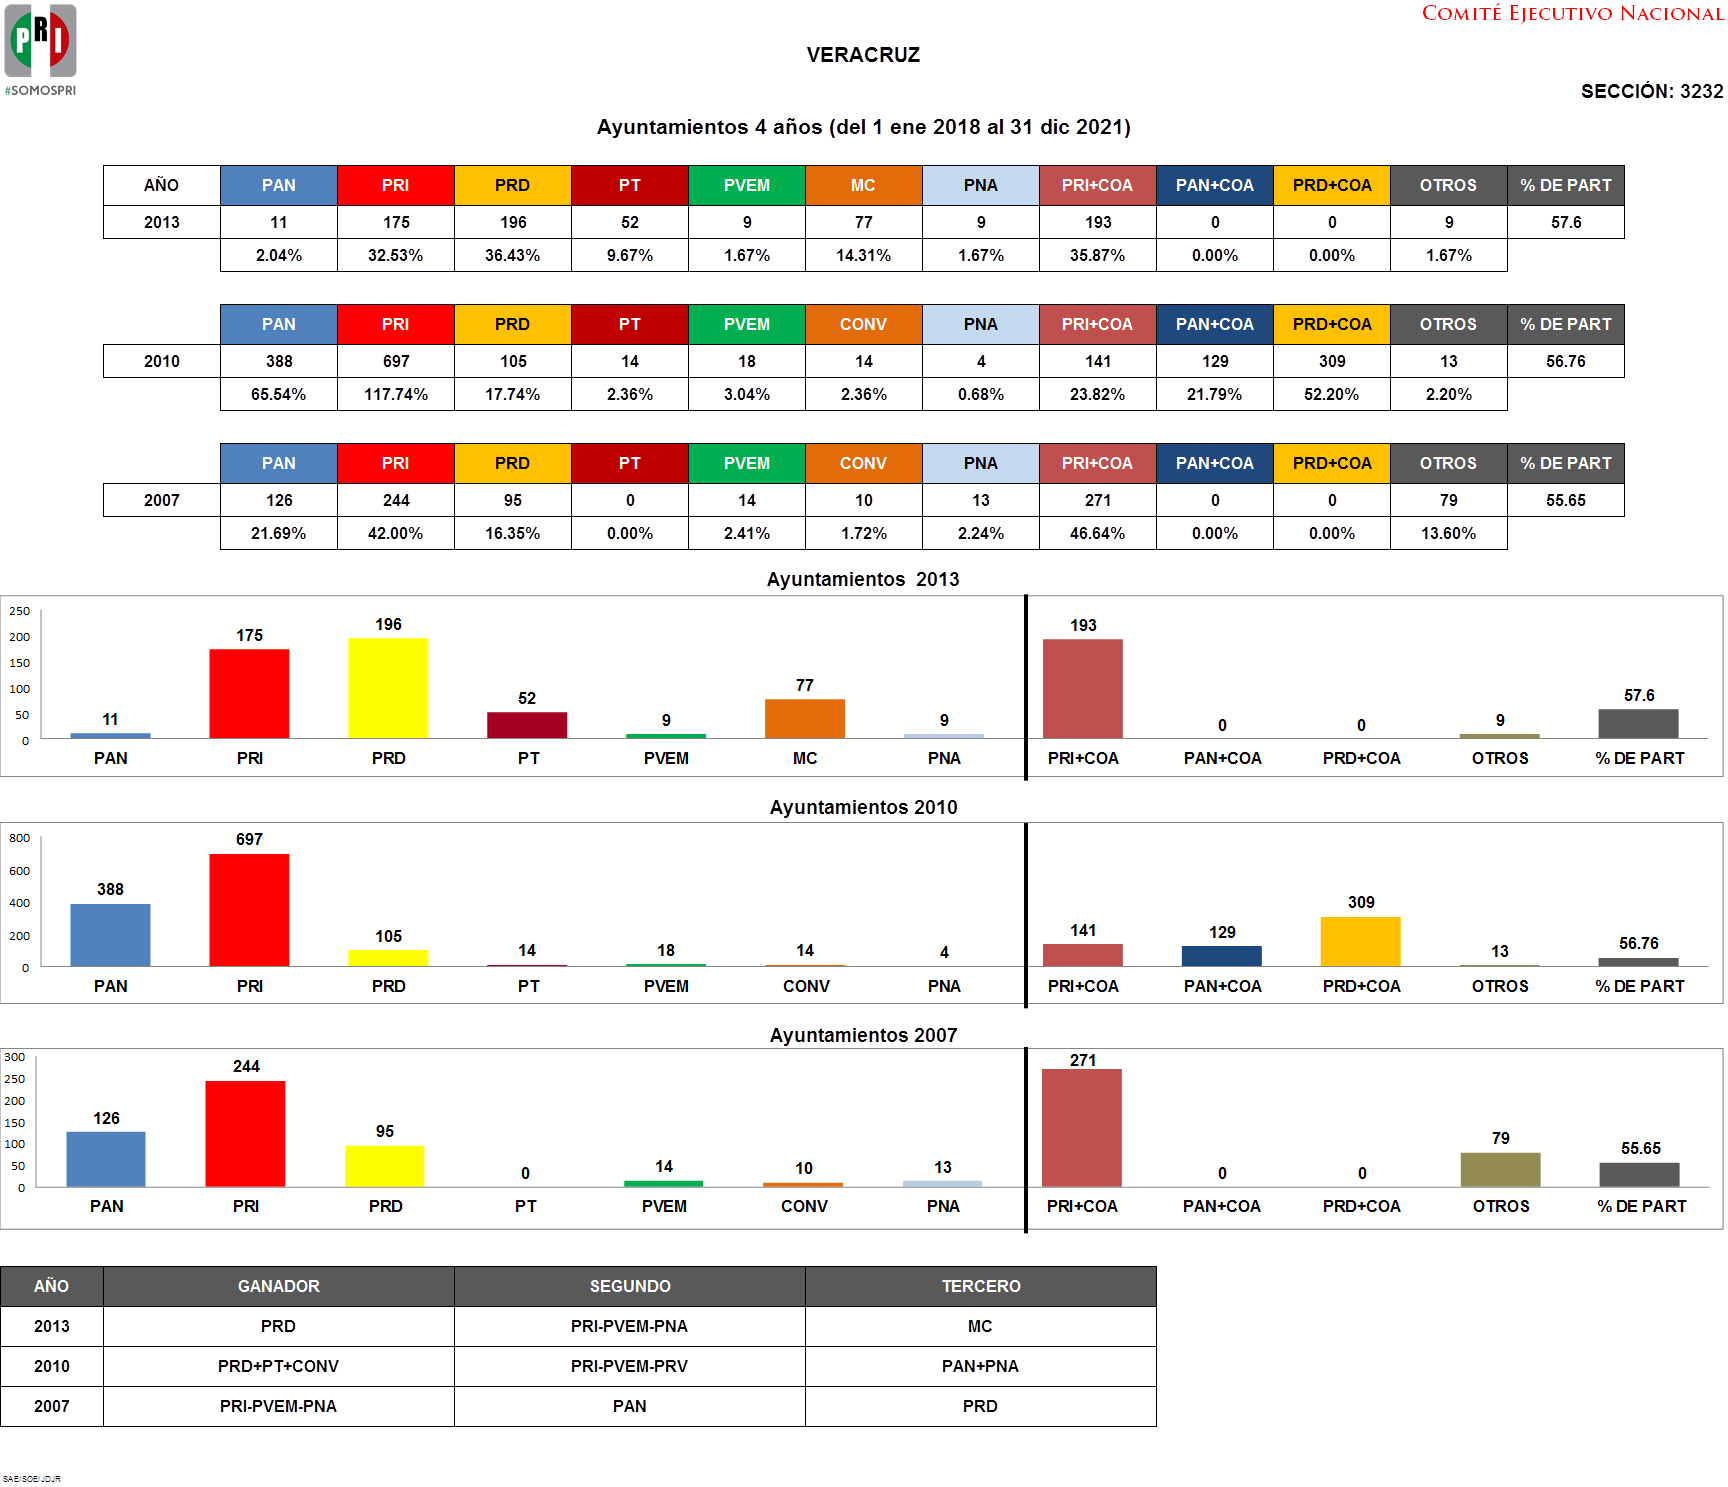 PRI
#SOMOSPRI
COMITÉ EJECUTIVO NACIONAL
VERACRUZ
SECCIÓN: 3232
Ayuntamientos 4 años (del 1 ene 2018 al 31 dic 2021)
AÑO PAN PRI PRD PT PVEM MC PNA PRI+COA PAN+COA PRD+COA OTROS % DE PART
2013 11 175 196 52 9 77 9 193 0 0 9 57.6
2.04% 32.53% 36.43% 9.67% 1.67% 14.31% 1.67% 35.87% 0.00% 0.00% 1.67%
PAN PRI PRD PT PVEM CONV PNA PRI+COA PAN+COA PRD+COA OTROS % DE PART
2010 388 697 105 14 18 14 4 141 129 309 13 56.76
65.54% 117.74% 17.74% 2.36% 3.04% 2.36% 0.68% 23.82% 21.79% 52.20% 2.20%
PAN PRI PRD PT PVEM CONV PNA PRI+COA PAN+COA PRD+COA OTROS % DE PART
2007 126 244 95 0 14 10 13 271 0 0 79 55.65
21.69% 42.00% 16.35% 0.00% 2.41% 1.72% 2.24% 46.64% 0.00% 0.00% 13.60%
Ayuntamientos 2013
250
200
150
100
50
0
11 175 196 52 9 77 9 193 0 0 9 57.6
PAN PRI PRD PT PVEM MC PNA PRI+COA PAN+COA PRD+COA OTROS % DE PART
Ayuntamientos 2010
800
600
400
200
0
388 697 105 14 18 14 4 141 129 309 13 56.76
PAN PRI PRD PT PVEM CONV PNA PRI+COA PAN+COA PRD+COA OTROS % DE PART
Ayuntamientos 2007
300
250
200
150
100
50
0
126 244 95 0 14 10 13 271 0 0 79 55.65
PAN PRI PRD PT PVEM CONV PNA PRI+COA PAN+COA PRD+COA OTROS % DE PART
AÑO GANADOR SEGUNDO TERCERO
2013 PRD PRI-PVEM-PNA MC
2010 PRD+PT+CONV PRI-PVEM-PRV PAN+PNA
2007 PRI-PVEM-PNA PAN PRD
SAE/SOE/JDJR